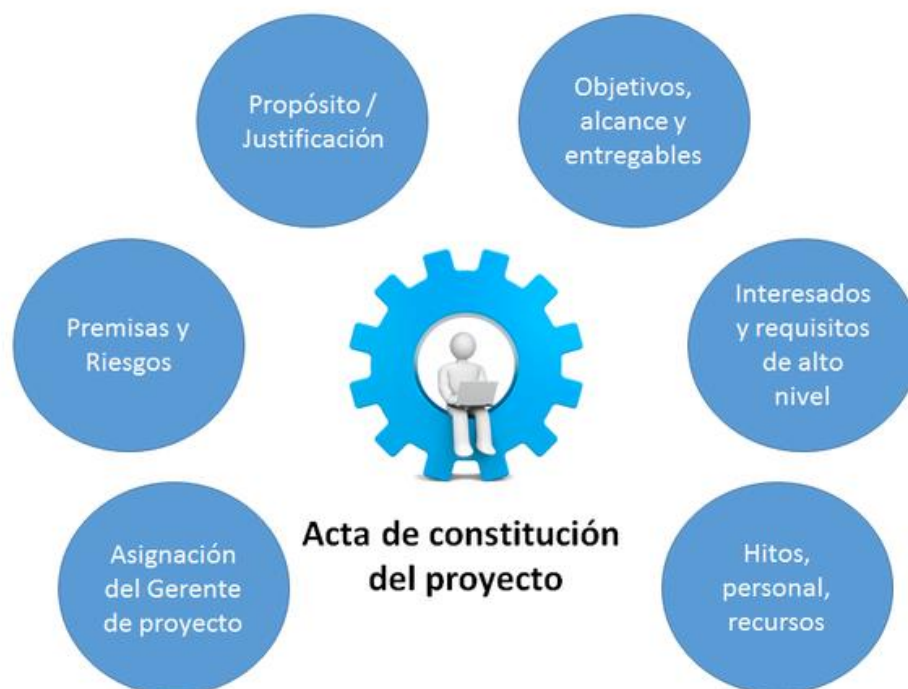 Propósito /
Justificación
Objetivos,
alcance y
entregables
Premisas y
Riesgos
Interesados
y requisitos
de alto
nivel
Asignación
del Gerente
de proyecto
Acta de constitución
del proyecto
Hitos,
personal,
recursos